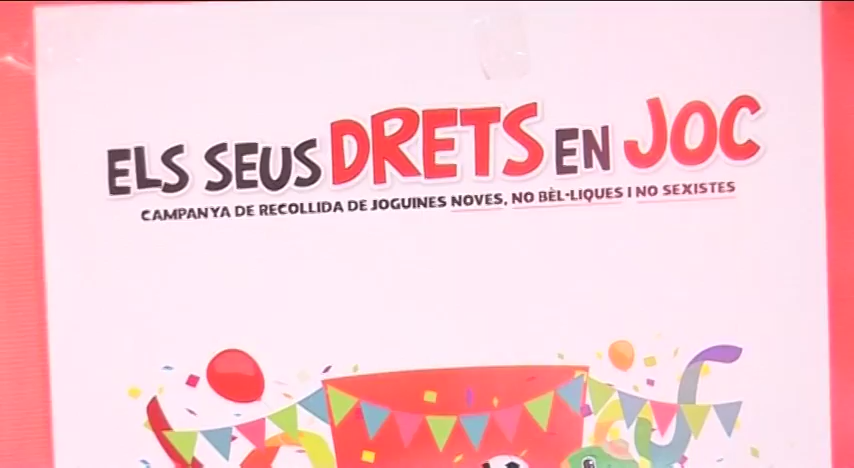 ELS SEUS DRETS EN JOC
CAMPANYA DE RECOLLIDA DE JOGUINES NOVES, NO BÈL·LIQUES I NO SEXISTES